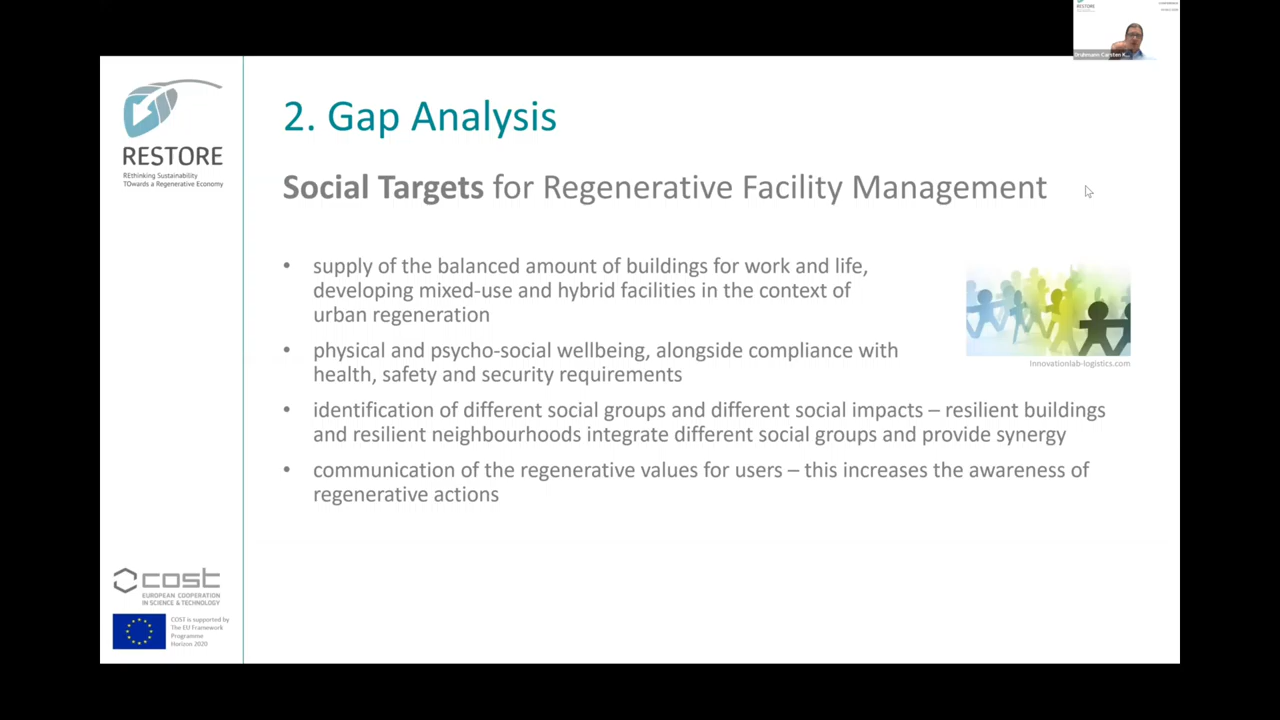 RESTORE
REthinking Sustainability
TOwards a Regenerative Economy
2. Gap Analysis
Social Targets for Regenerative Facility Management
• supply of the balanced amount of buildings for work and life,
developing mixed-use and hybrid facilities in the context of
urban regeneration
• physical and psycho-social wellbeing, alongside compliance with
health, safety and security requirements
Innovationlab-logistics.com
• identification of different social groups and different social impacts – resilient buildings
and resilient neighbourhoods integrate different social groups and provide synergy
• communication of the regenerative values for users – this increases the awareness of
regenerative actions
cost
EUROPEAN COOPERATION
IN SCIENCE & TECHNOLOGY
COST is supported by
The EU Framework
Programme
Horizon 2020
RESTORE
Carsten K...